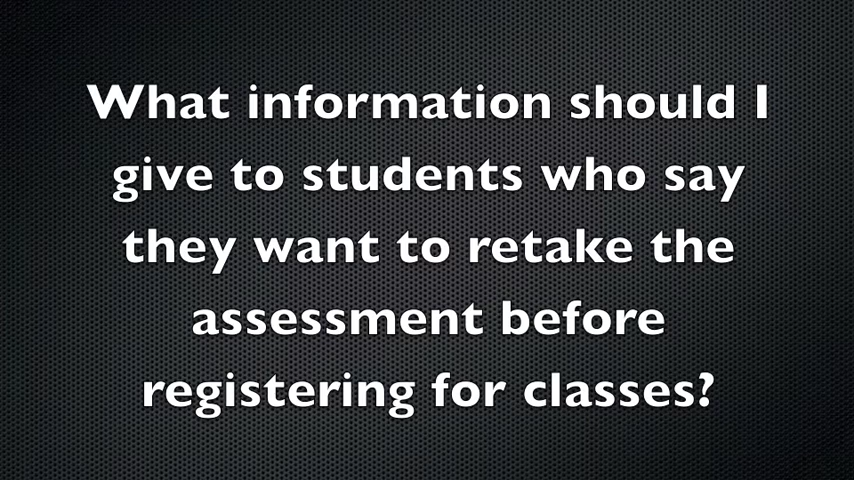 What information should I
give to students who say
they want to retake the
assessment before
registering for classes?